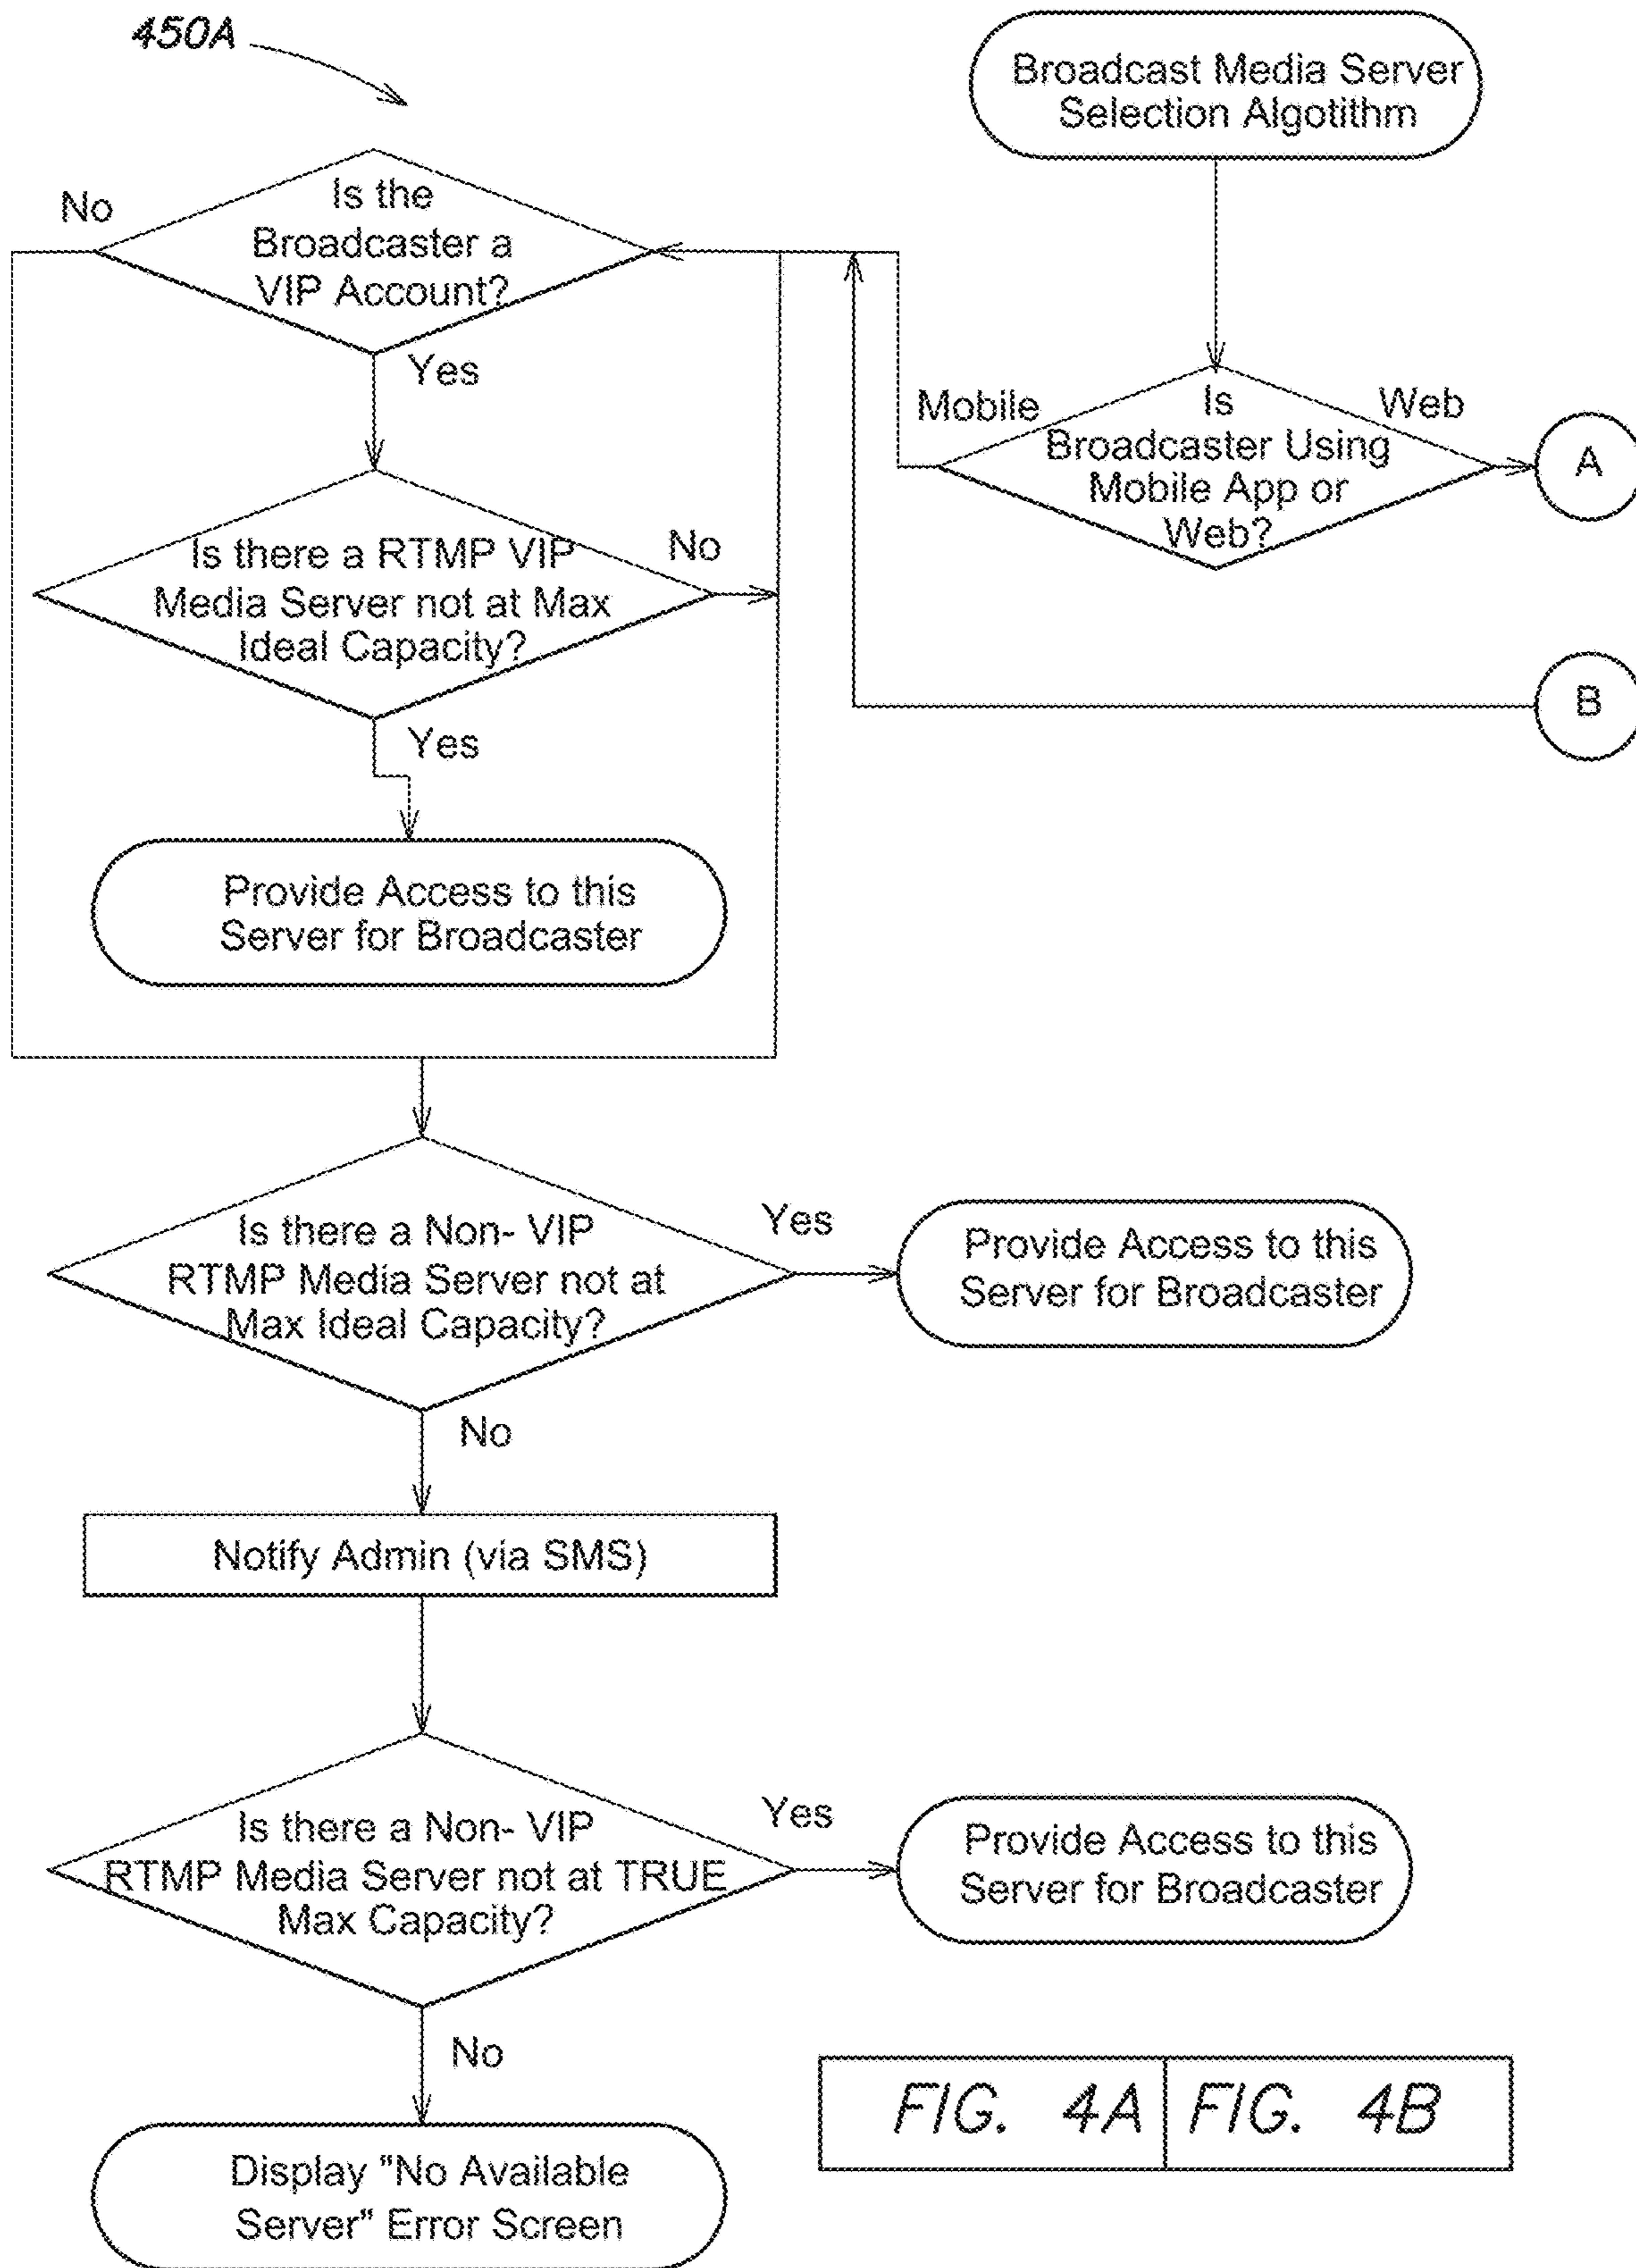 450A
Broadcast Media Server
Selection Algotithm
No
Is the
Broadcaster a
VIP Account?
Yes
Mobile
Is
Broadcaster Using
Mobile App or
Web?
Web
A
Is there a RTMP VIP
Media Server not at Max
Ideal Capacity?
No
B
Yes
Provide Access to this
Server for Broadcaster
Is there a Non- VIP
RTMP Media Server not at
Max Ideal Capacity?
Yes
Provide Access to this
Server for Broadcaster
No
Notify Admin (via SMS)
Is there a Non- VIP
RTMP Media Server not at TRUE
Max Capacity?
Yes
Provide Access to this
Server for Broadcaster
No
Display "No Available
Server" Error Screen
FIG. 4A
FIG. 4B